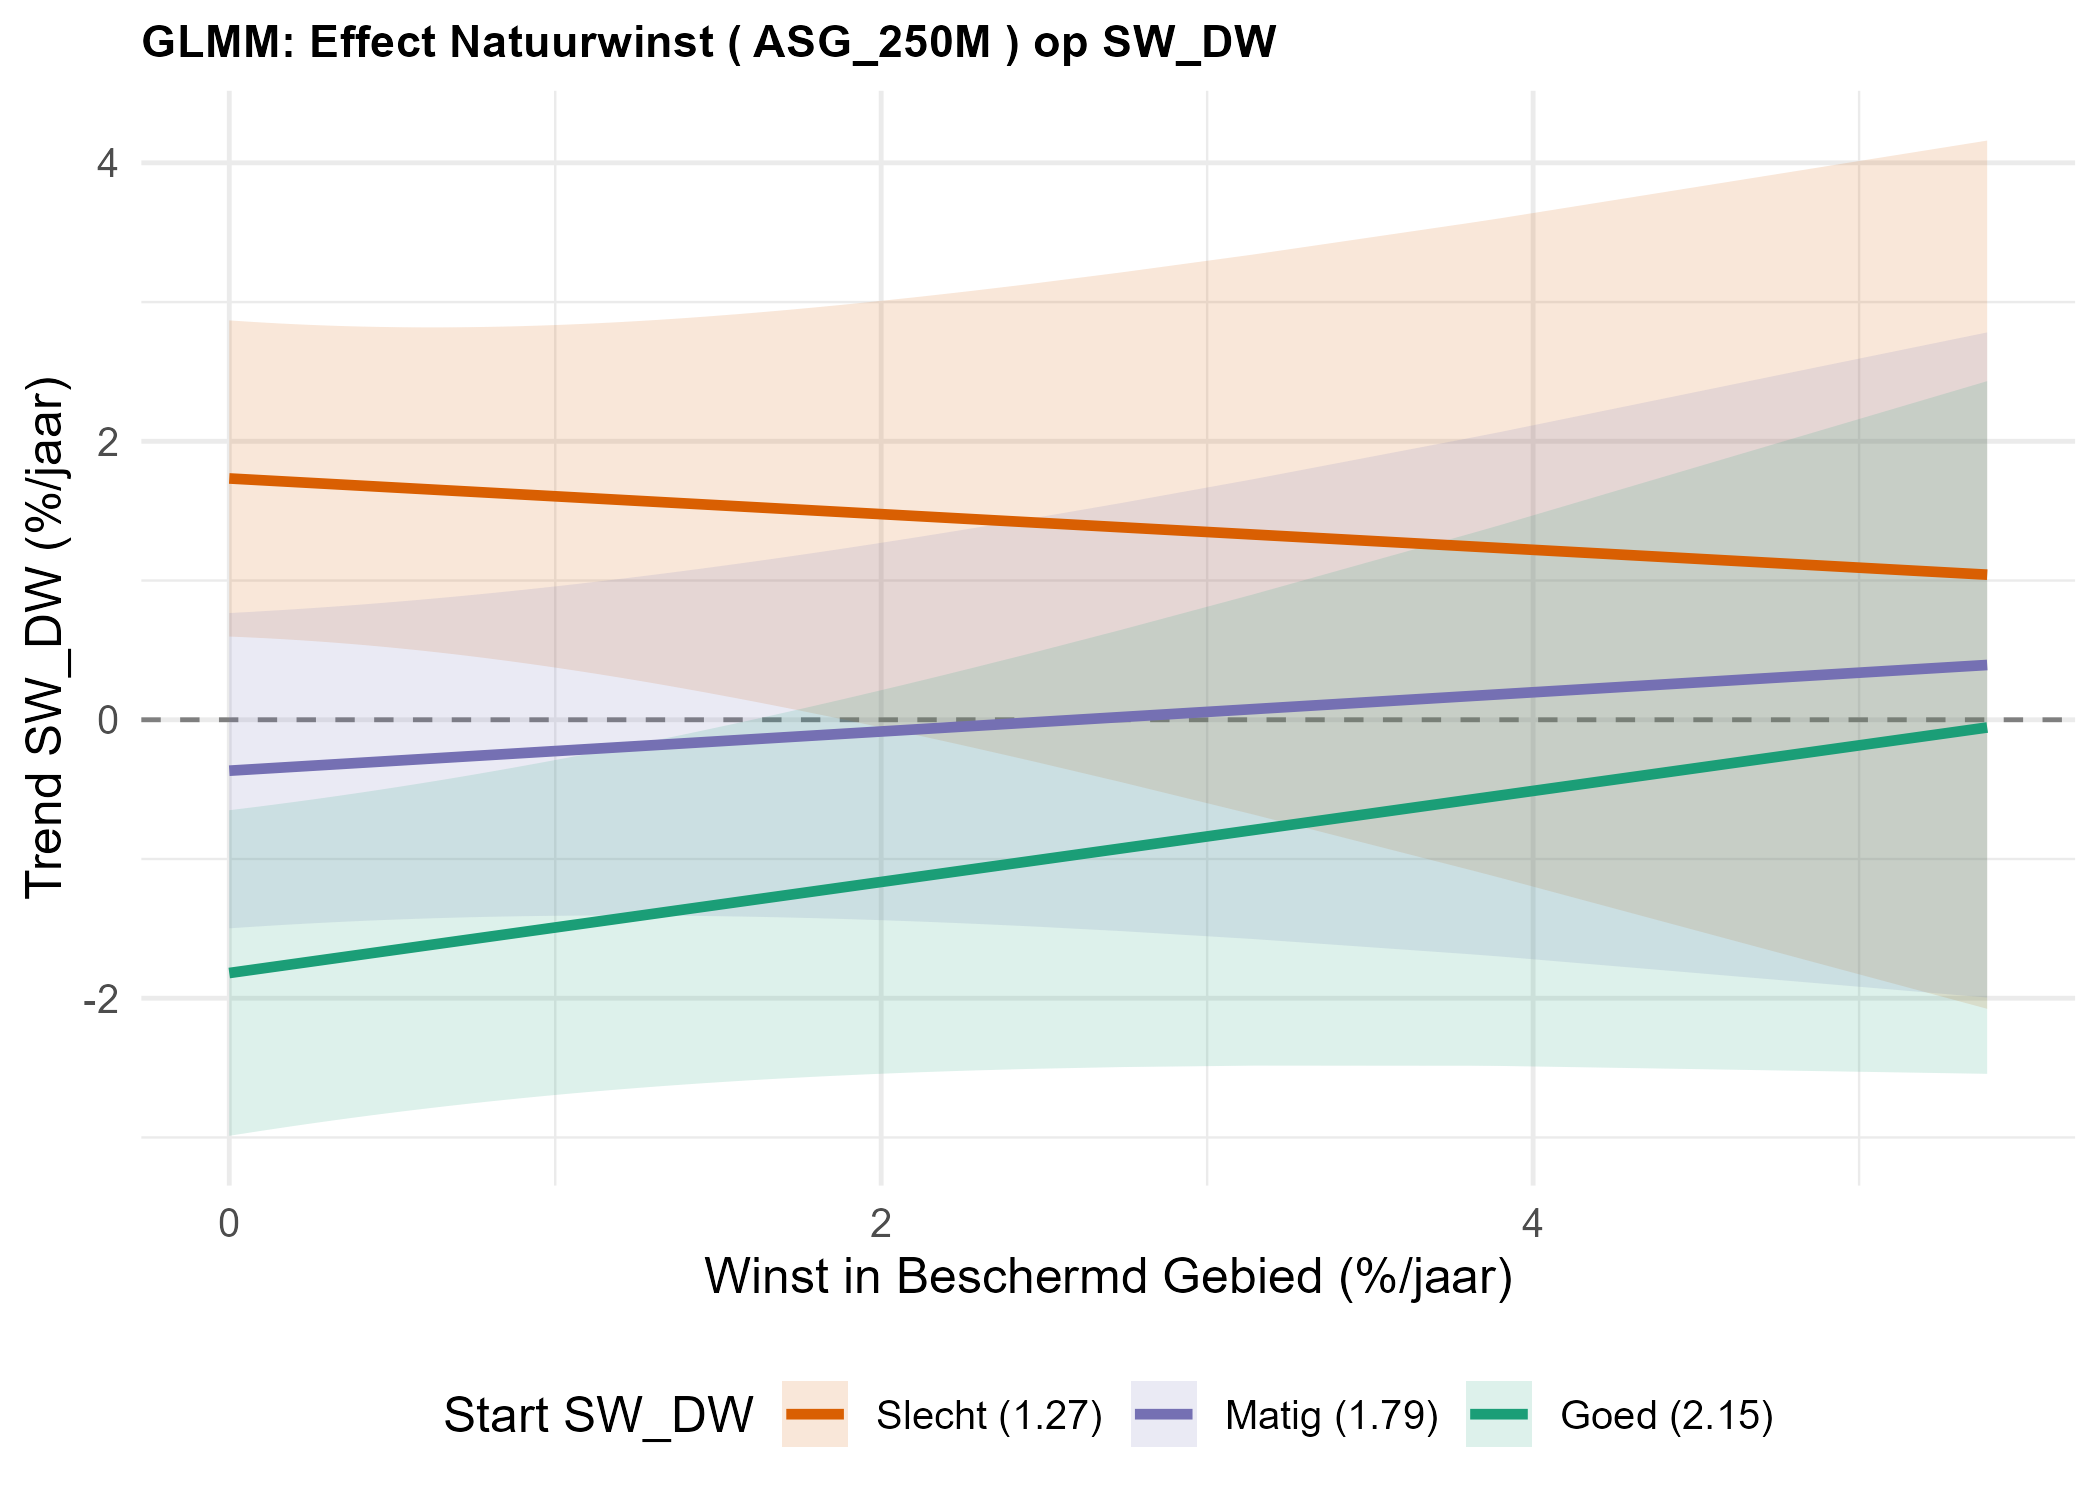 GLMM: Effect Natuurwinst ( ASG_250M ) op SW_DW
Trend SW_DW (%/jaar)
4
2
0
-2
0 2 4
Winst in Beschermd Gebied (%/jaar)
Start SW_DW Slecht (1.27) Matig (1.79) Goed (2.15)